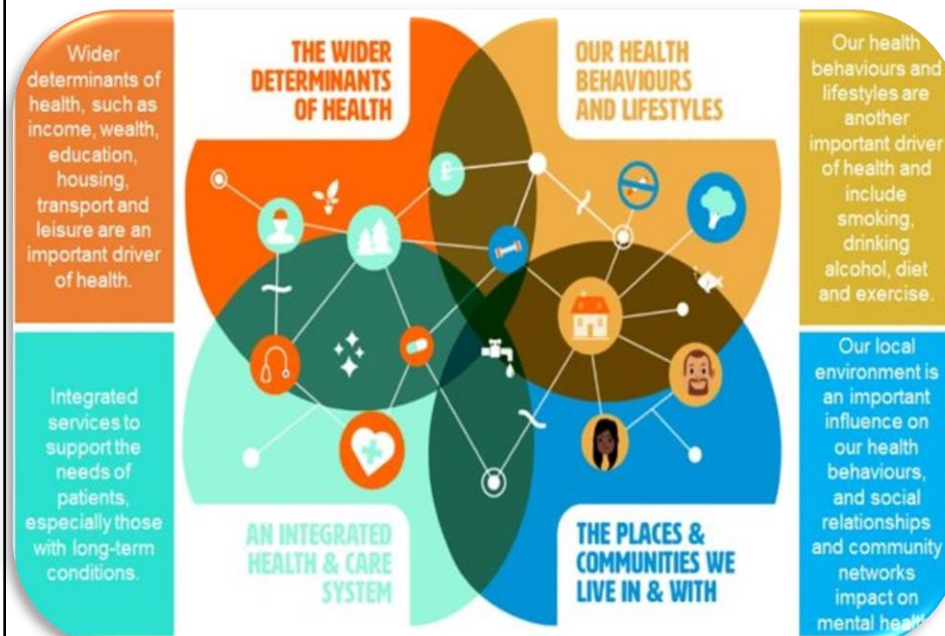 Wider
determinants of
health, such as
income, wealth,
education,
housing,
transport and
leisure are an
important driver
of health.
THE WIDER
DETERMINANTS
OF HEALTH
OUR HEALTH
BEHAVIOURS
AND LIFESTYLES
Our health
behaviours and
lifestyles are
another
important driver
of health and
include
smoking,
drinking
alcohol, diet
and exercise.
£
Integrated
services to
support the
needs of
patients,
especially those
with long-term
conditions.
AN INTEGRATED
HEALTH & CARE
SYSTEM
THE PLACES &
COMMUNITIES WE
LIVE IN & WITH
Our local
environment is
an important
influence on
our health
behaviours,
and social
relationships
and community
networks
impact on
mental health